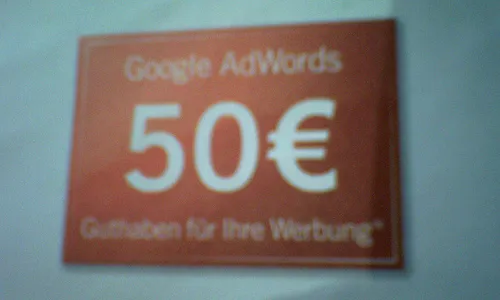 Google AdWords
50€
Guthaben für Ihre Werbung*